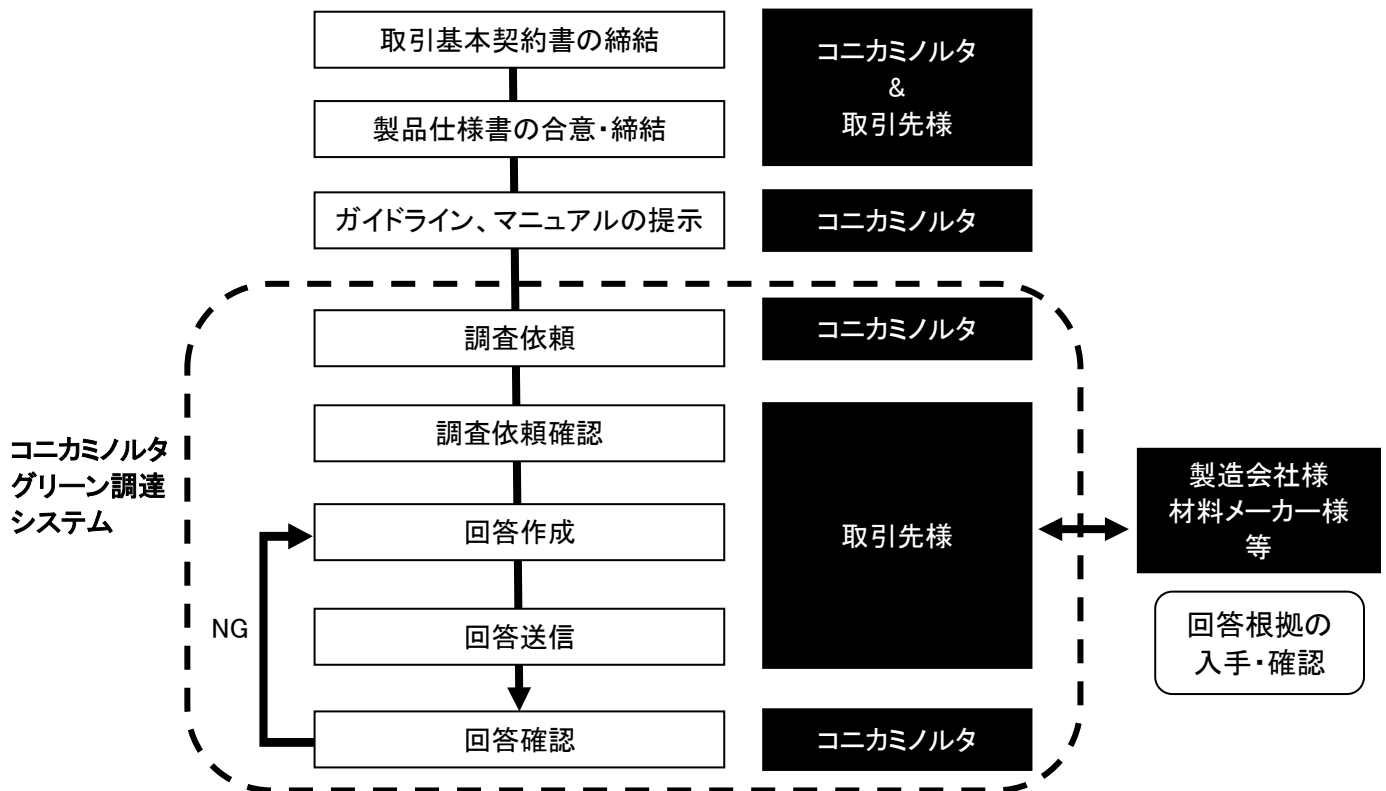 取引基本契約書の締結
コニカミノルタ
&
取引先様
製品仕様書の合意・締結
ガイドライン、マニュアルの提示
コニカミノルタ
調査依頼
コニカミノルタ
調査依頼確認
コニカミノルタ
グリーン調達
システム
回答作成
取引先様
製造会社様
材料メーカー様
等
NG
回答送信
回答根拠の
入手・確認
回答確認
コニカミノルタ